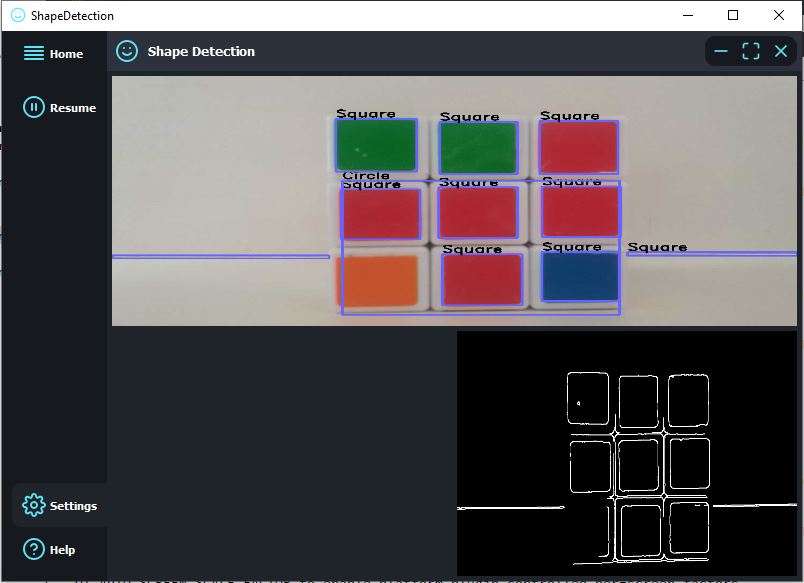 ShapeDetection
Home
Shape Detection
Resume
Square
Square
Square
Circle
Square
Square
Square
Square
Square
Square
Settings
Help